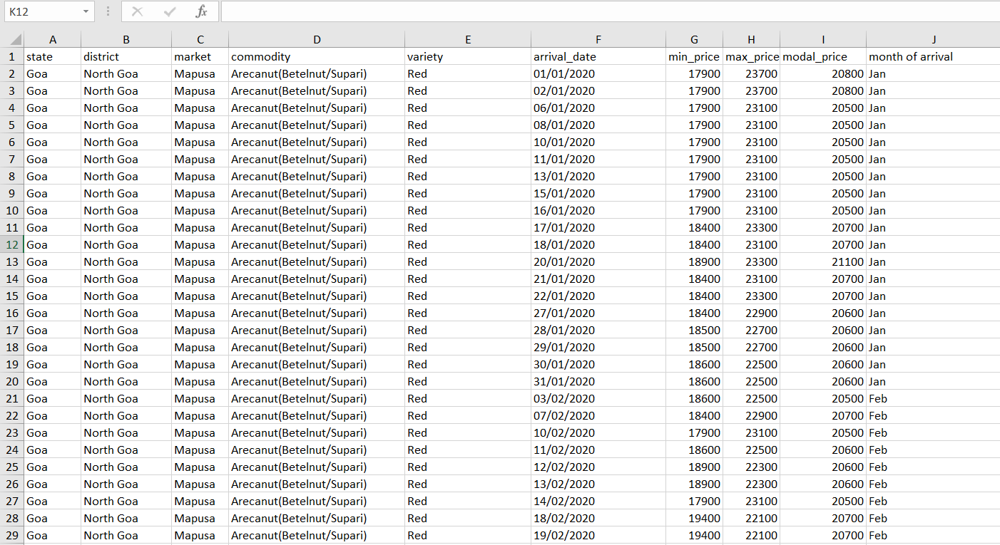 K12 fx
A B C D E F G H I J
1 state district market commodity variety arrival_date min_price max_price modal_price month of arrival
2 Goa North Goa Mapusa Arecanut(Betelnut/Supari) Red 01/01/2020 17900 23700 20800 Jan
3 Goa North Goa Mapusa Arecanut(Betelnut/Supari) Red 02/01/2020 17900 23700 20800 Jan
4 Goa North Goa Mapusa Arecanut(Betelnut/Supari) Red 06/01/2020 17900 23100 20500 Jan
5 Goa North Goa Mapusa Arecanut(Betelnut/Supari) Red 08/01/2020 17900 23100 20500 Jan
6 Goa North Goa Mapusa Arecanut(Betelnut/Supari) Red 10/01/2020 17900 23100 20500 Jan
7 Goa North Goa Mapusa Arecanut(Betelnut/Supari) Red 11/01/2020 17900 23100 20500 Jan
8 Goa North Goa Mapusa Arecanut(Betelnut/Supari) Red 13/01/2020 17900 23100 20500 Jan
9 Goa North Goa Mapusa Arecanut(Betelnut/Supari) Red 15/01/2020 17900 23100 20500 Jan
10 Goa North Goa Mapusa Arecanut(Betelnut/Supari) Red 16/01/2020 17900 23100 20500 Jan
11 Goa North Goa Mapusa Arecanut(Betelnut/Supari) Red 17/01/2020 18400 23300 20700 Jan
12 Goa North Goa Mapusa Arecanut(Betelnut/Supari) Red 18/01/2020 18400 23100 20700 Jan
13 Goa North Goa Mapusa Arecanut(Betelnut/Supari) Red 20/01/2020 18900 23300 21100 Jan
14 Goa North Goa Mapusa Arecanut(Betelnut/Supari) Red 21/01/2020 18400 23100 20700 Jan
15 Goa North Goa Mapusa Arecanut(Betelnut/Supari) Red 22/01/2020 18400 23300 20700 Jan
16 Goa North Goa Mapusa Arecanut(Betelnut/Supari) Red 27/01/2020 18400 22900 20600 Jan
17 Goa North Goa Mapusa Arecanut(Betelnut/Supari) Red 28/01/2020 18500 22700 20600 Jan
18 Goa North Goa Mapusa Arecanut(Betelnut/Supari) Red 29/01/2020 18500 22700 20600 Jan
19 Goa North Goa Mapusa Arecanut(Betelnut/Supari) Red 30/01/2020 18600 22500 20600 Jan
20 Goa North Goa Mapusa Arecanut(Betelnut/Supari) Red 31/01/2020 18600 22500 20600 Jan
21 Goa North Goa Mapusa Arecanut(Betelnut/Supari) Red 03/02/2020 18600 22500 20500 Feb
22 Goa North Goa Mapusa Arecanut(Betelnut/Supari) Red 07/02/2020 18400 22900 20700 Feb
23 Goa North Goa Mapusa Arecanut(Betelnut/Supari) Red 10/02/2020 17900 23100 20500 Feb
24 Goa North Goa Mapusa Arecanut(Betelnut/Supari) Red 11/02/2020 18600 22500 20600 Feb
25 Goa North Goa Mapusa Arecanut(Betelnut/Supari) Red 12/02/2020 18900 22300 20600 Feb
26 Goa North Goa Mapusa Arecanut(Betelnut/Supari) Red 13/02/2020 18900 22300 20600 Feb
27 Goa North Goa Mapusa Arecanut(Betelnut/Supari) Red 14/02/2020 17900 23100 20500 Feb
28 Goa North Goa Mapusa Arecanut(Betelnut/Supari) Red 18/02/2020 19400 22100 20700 Feb
29 Goa North Goa Mapusa Arecanut(Betelnut/Supari) Red 19/02/2020 19400 22100 20700 Feb